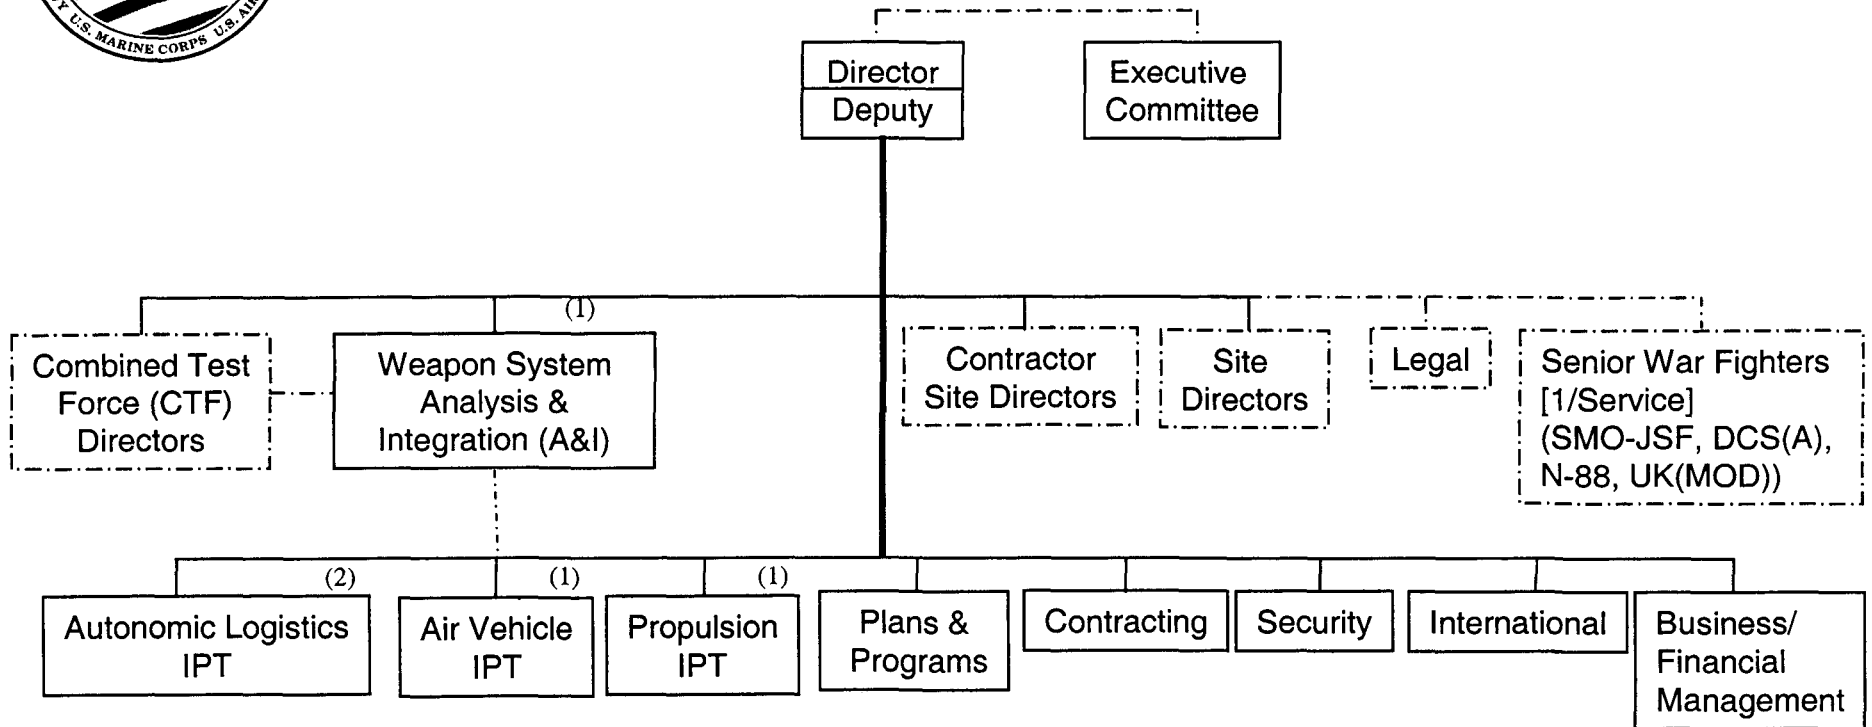 Y U.S. MARINE CORPS U.S. AIR
Director
Deputy
Executive
Committee
(1)
Combined Test
Force (CTF)
Directors
Weapon System
Analysis &
Integration (A&I)
Contractor
Site Directors
Site
Directors
Legal
Senior War Fighters
[1/Service]
(SMO-JSF, DCS(A),
N-88, UK(MOD))
(2)
(1)
(1)
Autonomic Logistics
IPT
Air Vehicle
IPT
Propulsion
IPT
Plans &
Programs
Contracting
Security
International
Business/
Financial
Management